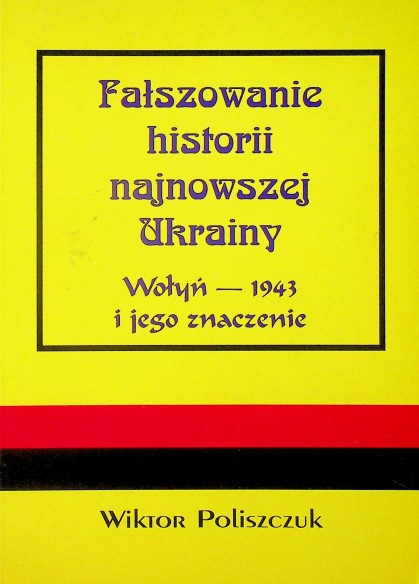 Fałszowanie
historii
najnowszej
Ukrainy
Wołyń — 1943
i jego znaczenie
Wiktor Poliszczuk